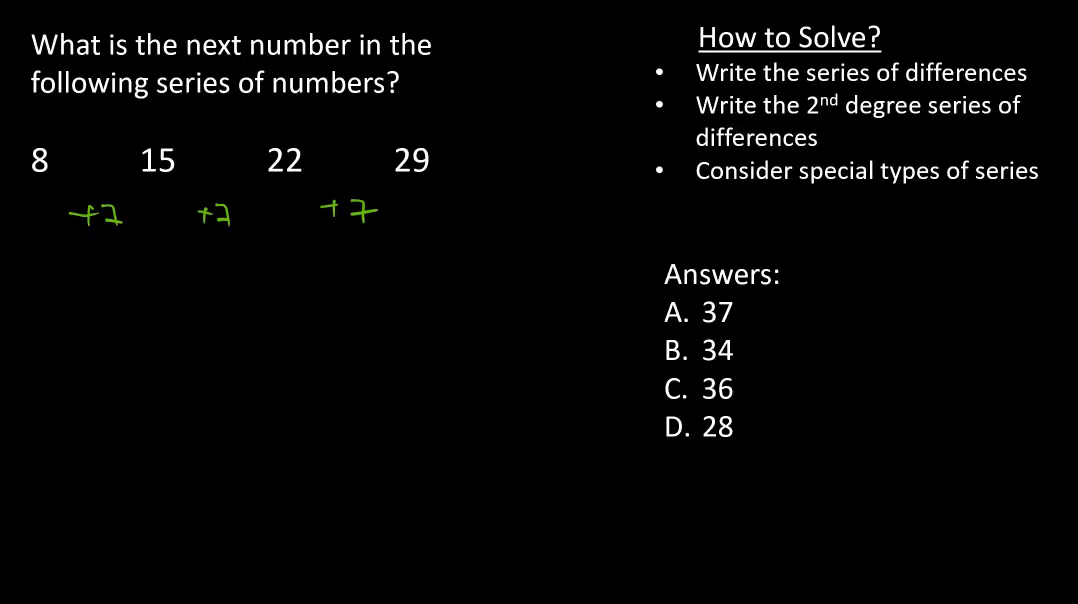 What is the next number in the
following series of numbers?
8 15 22 29
+7 +7 +7
How to Solve?
• Write the series of differences
• Write the 2nd degree series of
differences
• Consider special types of series
Answers:
A. 37
B. 34
C. 36
D. 28